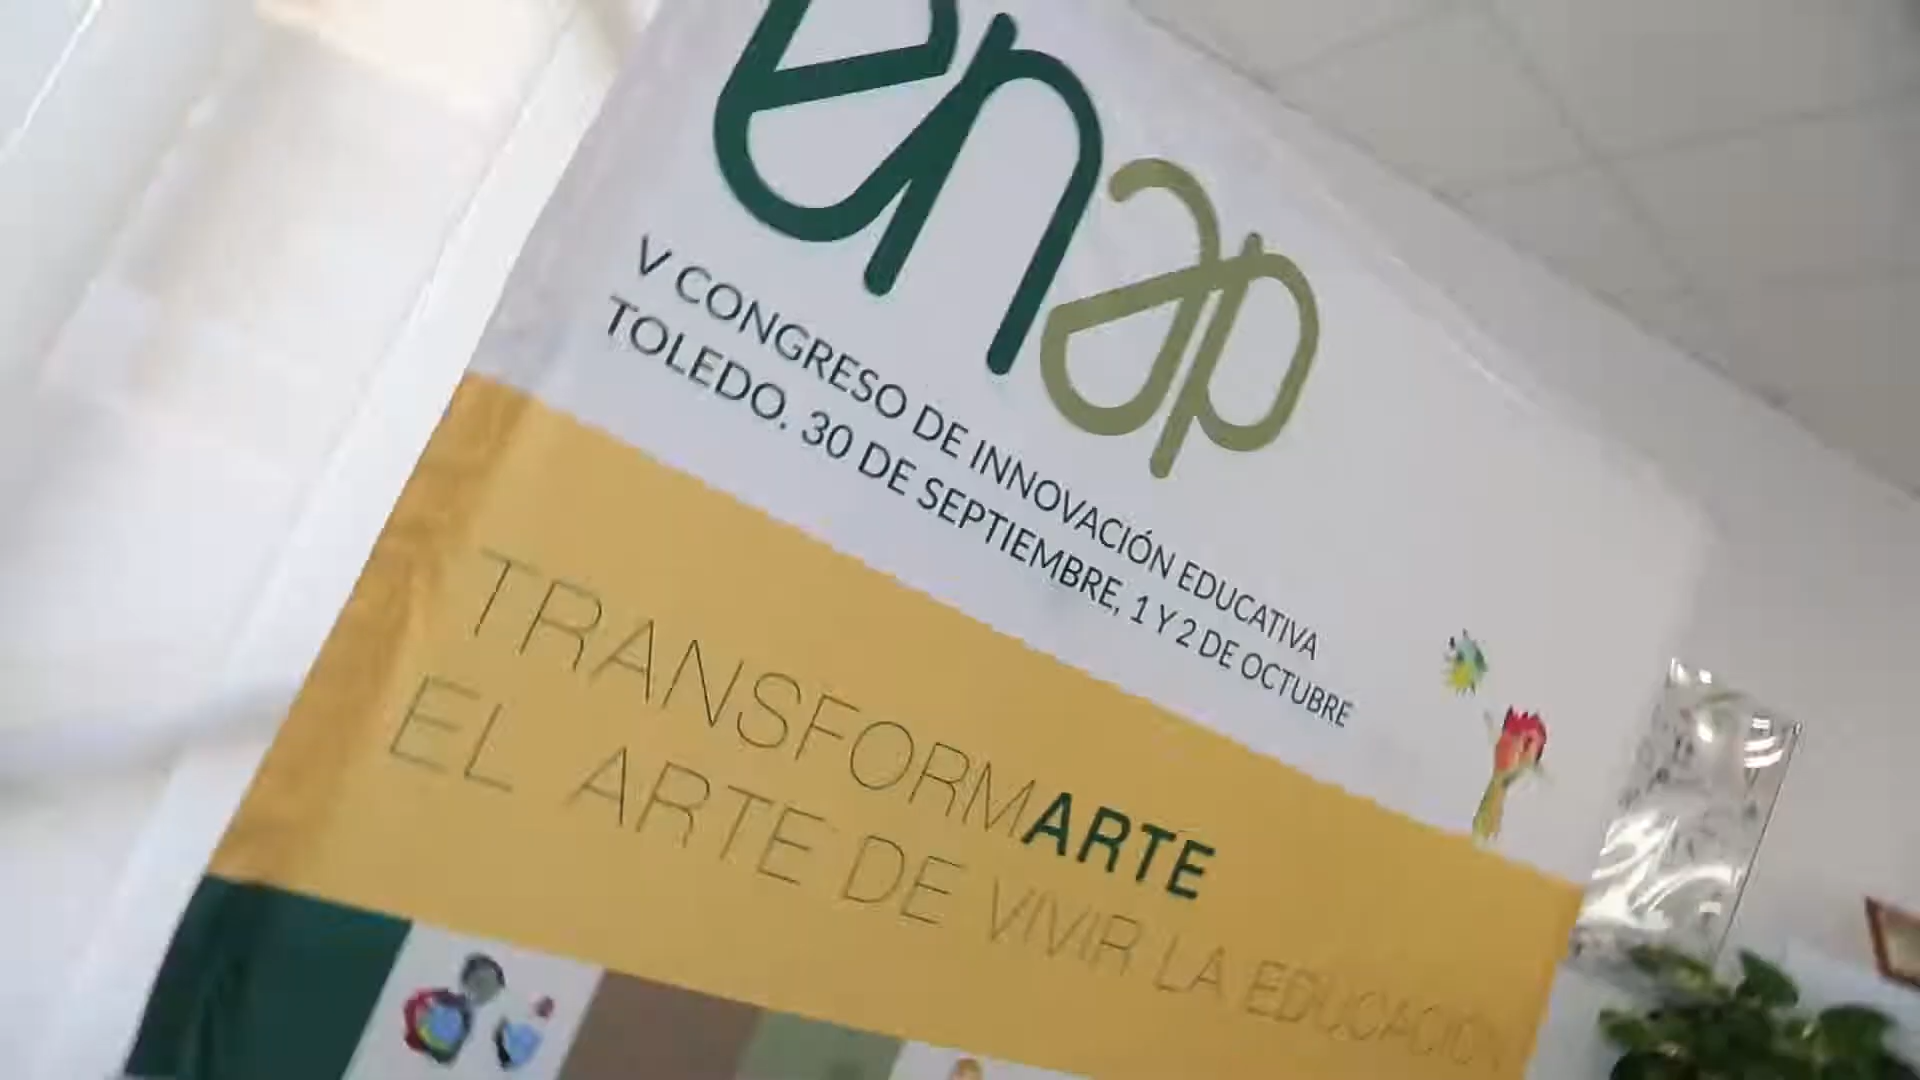 enap
V CONGRESO DE INNOVACIÓN EDUCATIVA
TOLEDO. 30 DE SEPTIEMBRE, 1 Y 2 DE OCTUBRE
TRANSFORMARTE
EL ARTE DE VIVIR LA EDUCACIÓN